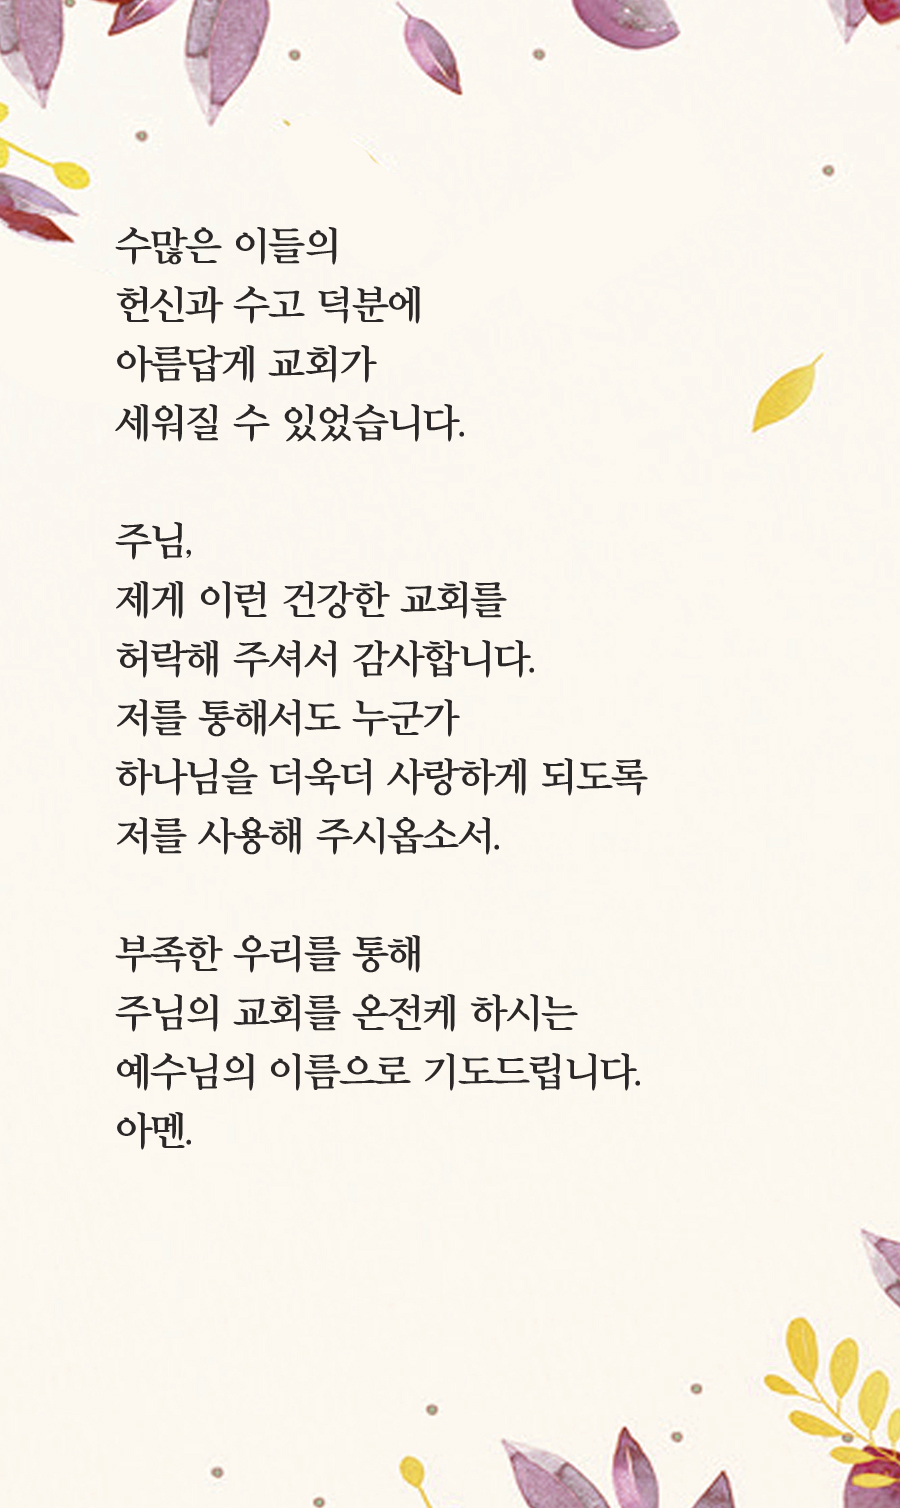 수많은 이들의
헌신과 수고 덕분에
아름답게 교회가
세워질 수 있었습니다.
주님,
제게 이런 건강한 교회를
허락해 주셔서 감사합니다.
저를 통해서도 누군가
하나님을 더욱더 사랑하게 되도록
저를 사용해 주시옵소서.
부족한 우리를 통해
주님의 교회를 온전케 하시는
예수님의 이름으로 기도드립니다.
아멘.